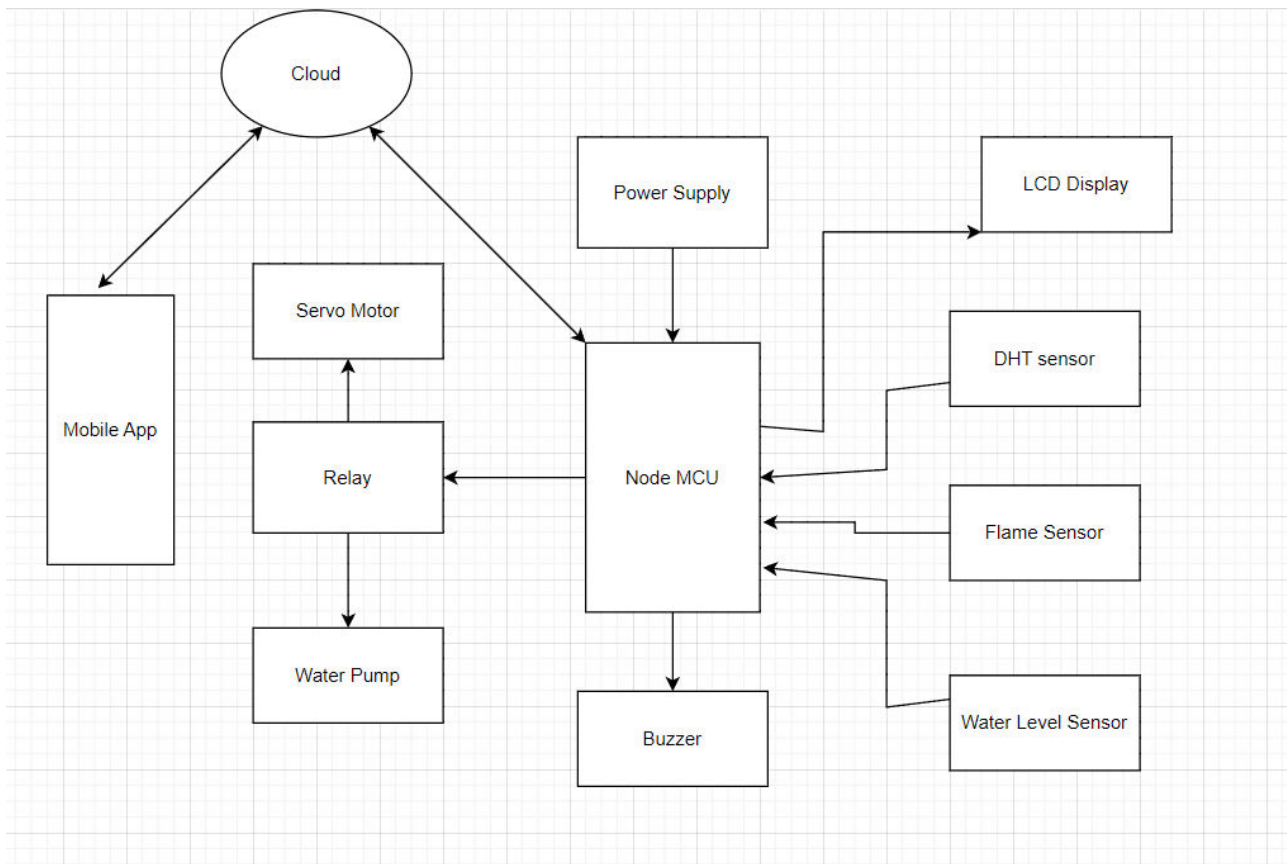 Cloud
Power Supply
LCD Display
Servo Motor
DHT sensor
Mobile App
Relay
Node MCU
Flame Sensor
Water Pump
Buzzer
Water Level Sensor